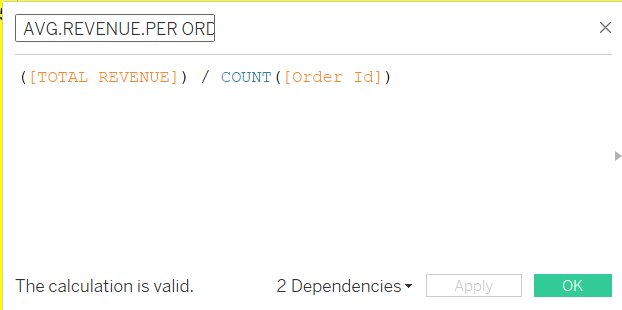 AVG.REVENUE.PER ORD
([TOTAL REVENUE]) / COUNT([Order Id])
The calculation is valid.
2 Dependencies
Apply
OK